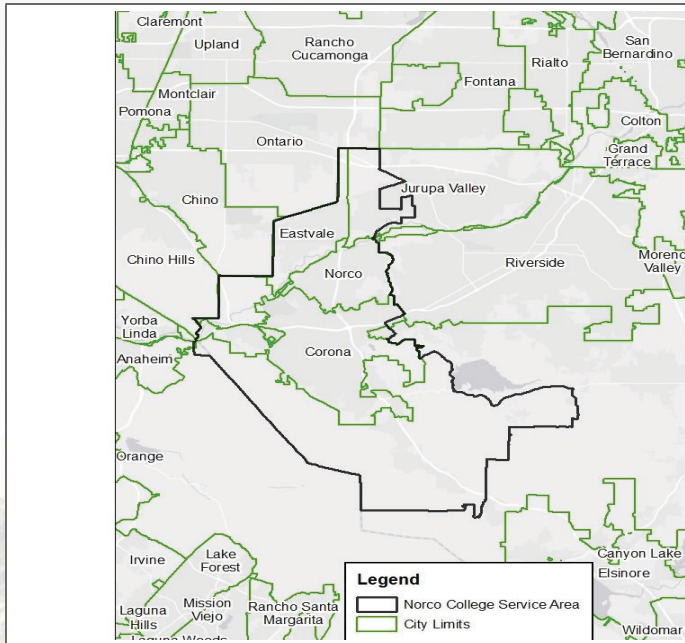 Claremont
Upland
Rancho
Cucamonga
San
Bernardino
Rialto
Fontana
Montclair
Pomona
Colton
Ontario
Grand
Terrace
Jurupa Valley
Chino
Eastvale
Chino Hills
Norco
Riverside
Moreno
Valley
Yorba
Linda
Anaheim
Corona
Orange
Irvine
Lake
Forest
Canyon Lake
Elsinore
Laguna
Hills
Mission
Viejo
Rancho Santa
Margarita
Laguna Woods
Wildomar
Legend
Norco College Service Area
City Limits